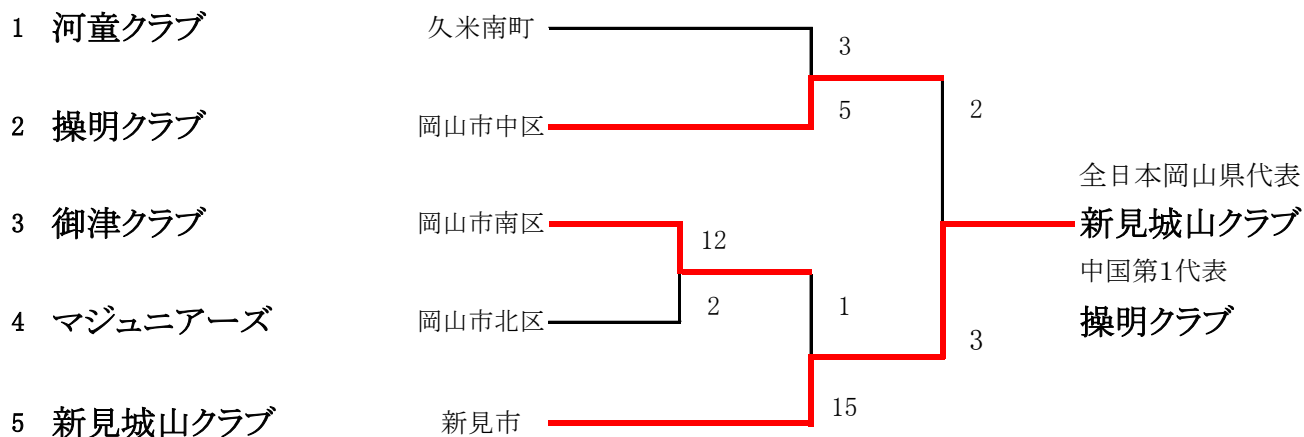 1 河童クラブ 久米南町
3
2 操明クラブ 岡山市中区
5
2
全日本岡山県代表
3 御津クラブ 岡山市南区
新見城山クラブ
12
中国第1代表
4 マジュニアーズ 岡山市北区
2
1
操明クラブ
3
5 新見城山クラブ 新見市
15